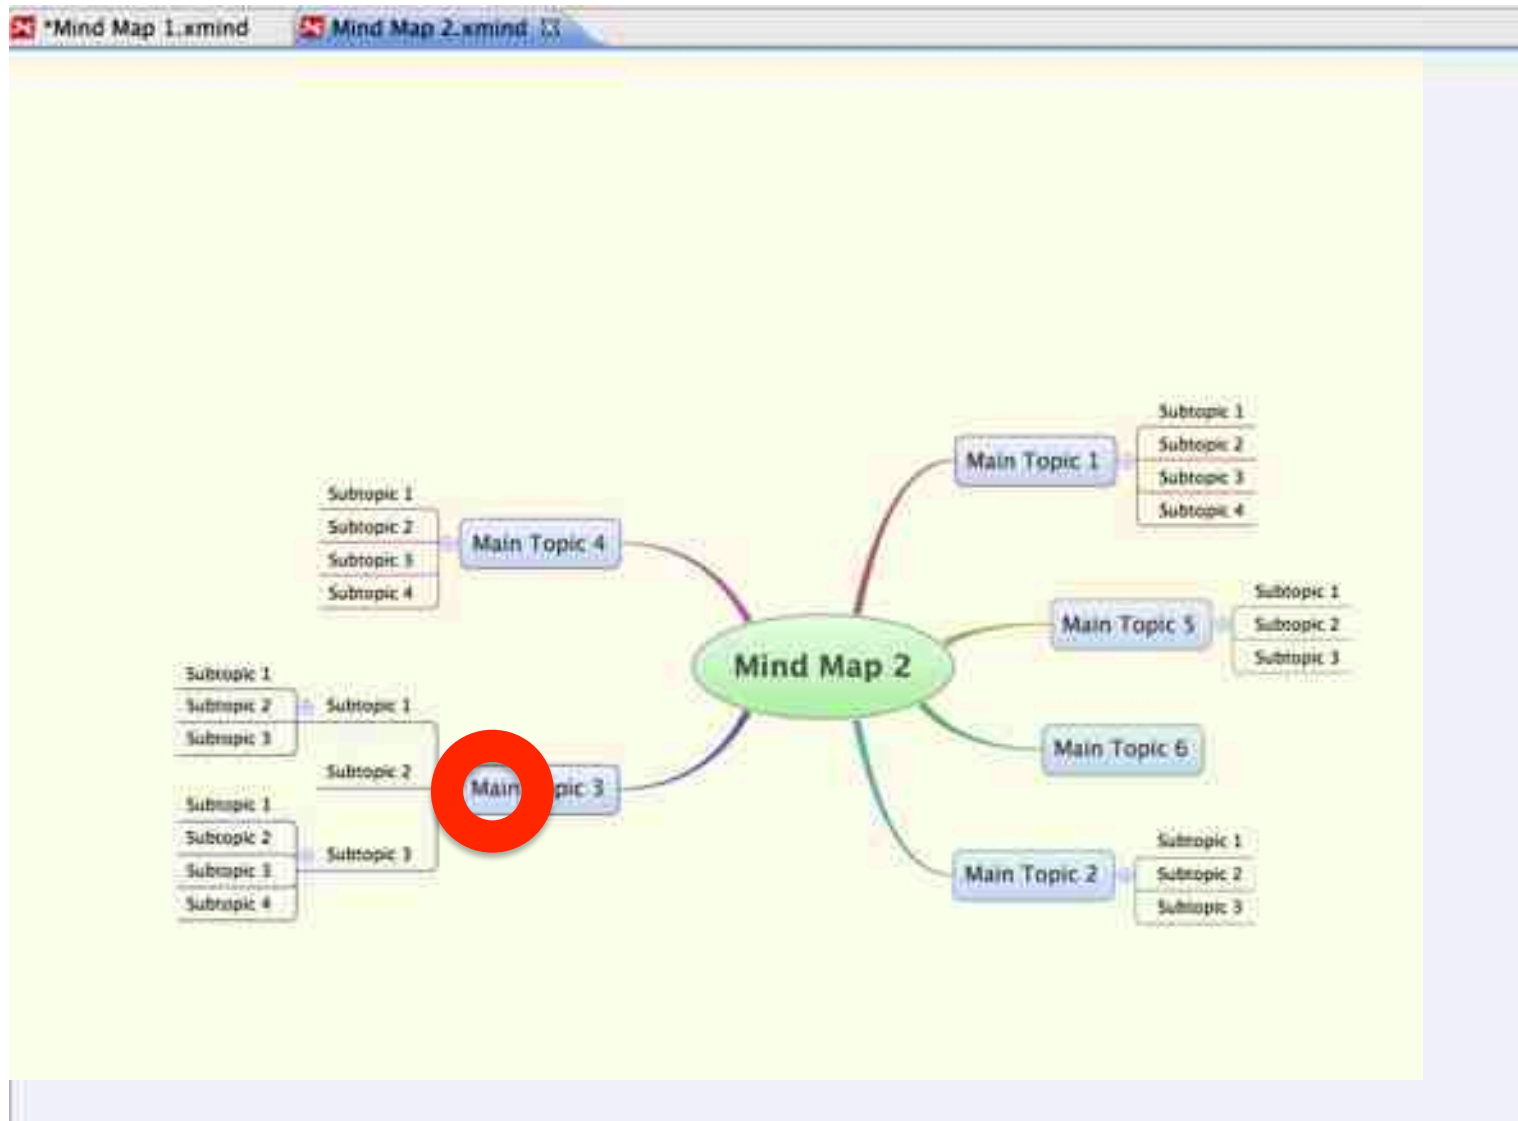 *Mind Map 1.xmind
Mind Map 2.xmind
Mind Map 2
Main Topic 1
Subtopic 1
Subtopic 2
Subtopic 3
Subtopic 4
Main Topic 5
Subtopic 1
Subtopic 2
Subtopic 3
Main Topic 6
Main Topic 2
Subtopic 1
Subtopic 2
Subtopic 3
Main Topic 4
Subtopic 1
Subtopic 2
Subtopic 3
Subtopic 4
Main pic 3
Subtopic 1
Subtopic 1
Subtopic 2
Subtopic 3
Subtopic 2
Subtopic 3
Subtopic 1
Subtopic 2
Subtopic 3
Subtopic 4